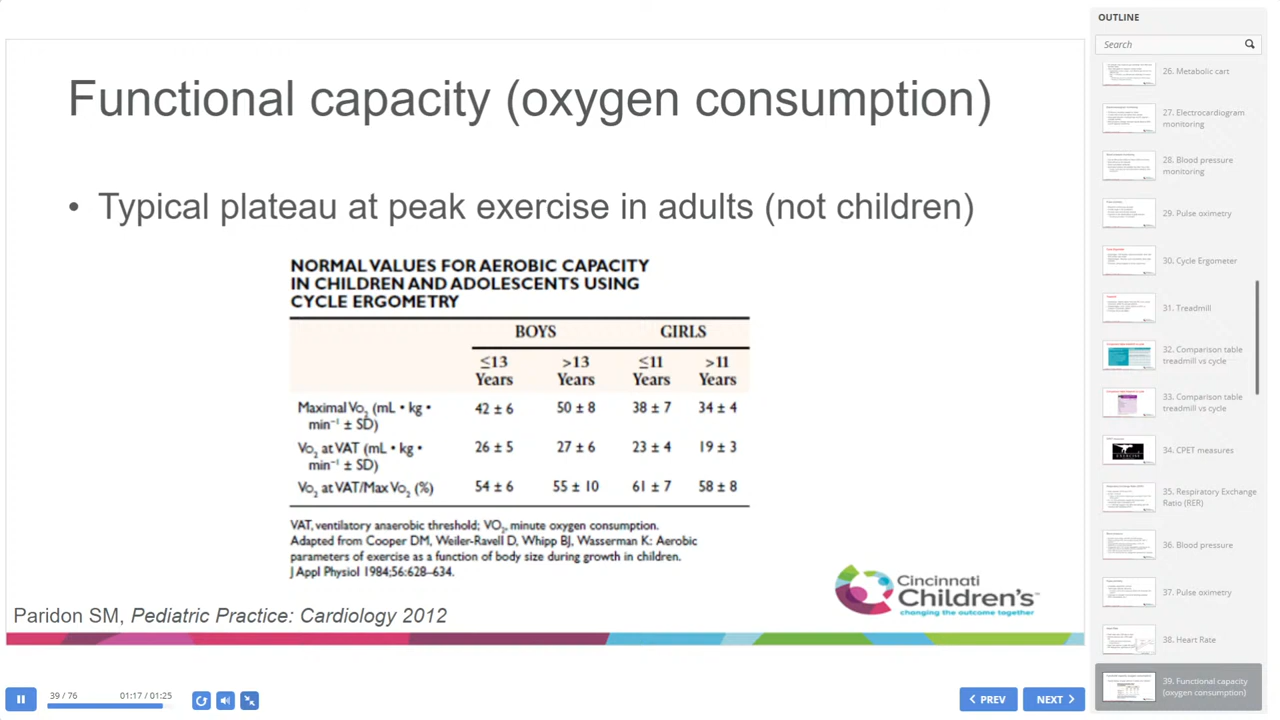 Functional capacity (oxygen consumption)
• Typical plateau at peak exercise in adults (not children)
NORMAL VALUES FOR AEROBIC CAPACITY
IN CHILDREN AND ADOLESCENTS USING
CYCLE ERGOMETRY
BOYS GIRLS
≤13 >13 ≤11 >11
Years Years Years Years
Maximal Vo₂ (mL • kg • 42 ± 6 50 ± 8 38 ± 7 34 ± 4
min⁻¹ ± SD)
Vo₂ at VAT (mL • kg • 26 ± 5 27 ± 6 23 ± 4 19 ± 3
min⁻¹ ± SD)
Vo₂ at VAT/Max Vo₂ (%) 54 ± 6 55 ± 10 61 ± 7 58 ± 8
VAT, ventilatory anaerobic threshold; VO₂, minute oxygen consumption.
Adapted from Cooper DM, Weiler-Ravell D, Whipp BJ, Wasserman K: Aerobic
parameters of exercise as a function of body size during growth in children.
J Appl Physiol 1984;56:628–634.
Cincinnati
Children's™
changing the outcome together
Paridon SM, Pediatric Practice: Cardiology 2012
39 / 76
01:17 / 01:25
PREV
NEXT
OUTLINE
Search
26. Metabolic cart
27. Electrocardiogram
monitoring
28. Blood pressure
monitoring
29. Pulse oximetry
30. Cycle Ergometer
31. Treadmill
32. Comparison table
treadmill vs cycle
33. Comparison table
treadmill vs cycle
34. CPET measures
35. Respiratory Exchange
Ratio (RER)
36. Blood pressure
37. Pulse oximetry
38. Heart Rate
39. Functional capacity
(oxygen consumption)